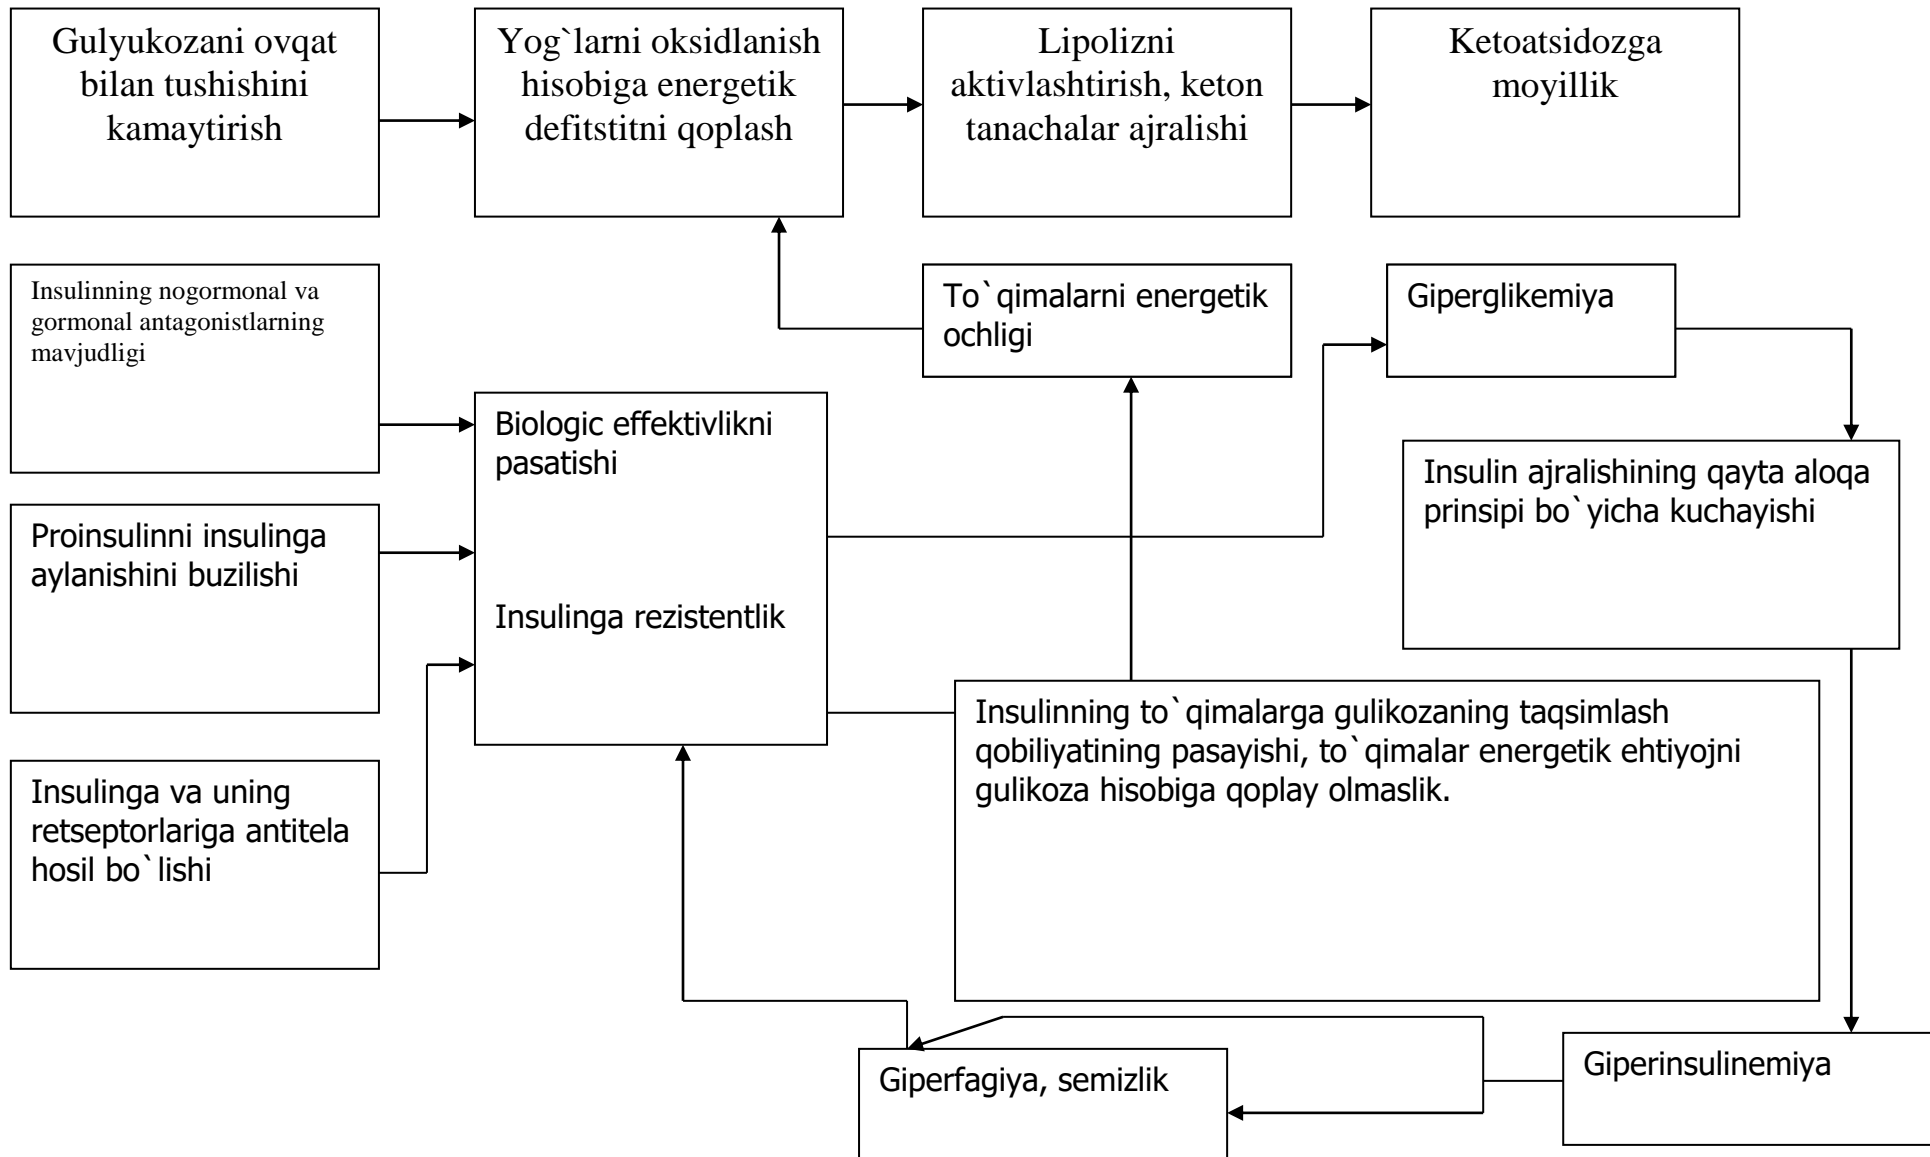 Gulyukozani ovqat
bilan tushishini
kamaytirish
Yog`larni oksidlanish
hisobiga energetik
defitstitni qoplash
Lipolizni
aktivlashtirish, keton
tanachalar ajralishi
Ketoatsidozga
moyillik
Insulinning nogormonal va
gormonal antagonistlarning
mavjudligi
To`qimalarni energetik
ochligi
Giperglikemiya
Biologic effektivlikni
pasatishi
Insulinga rezistentlik
Insulin ajralishining qayta aloqa
prinsipi bo`yicha kuchayishi
Proinsulinni insulinga
aylanishini buzilishi
Insulinning to`qimalarga gulikozaning taqsimlash
qobiliyatining pasayishi, to`qimalar energetik ehtiyojni
gulikoza hisobiga qoplay olmaslik.
Insulinga va uning
retseptorlariga antitela
hosil bo`lishi
Giperfagiya, semizlik
Giperinsulinemiya